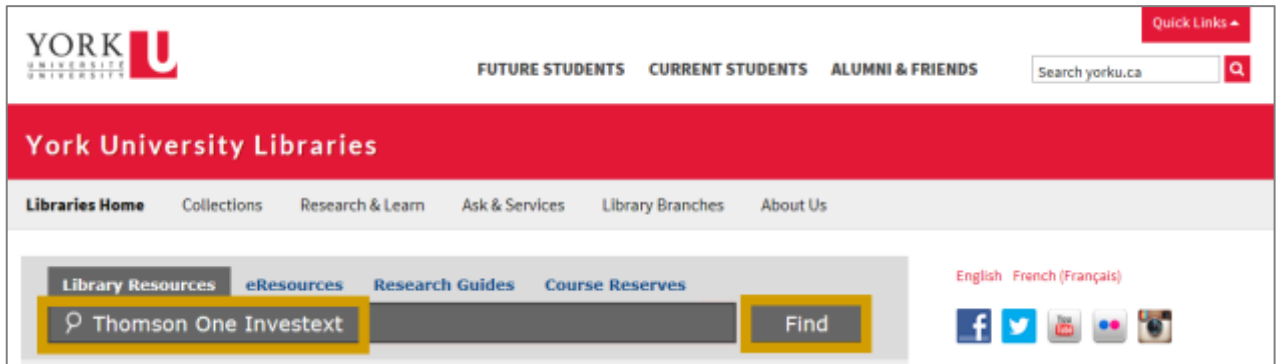 Quick Links
YORK U
UNIVERSITÉ
UNIVERSITY
FUTURE STUDENTS CURRENT STUDENTS ALUMNI & FRIENDS
Search yorku.ca
York University Libraries
Libraries Home Collections Research & Learn Ask & Services Library Branches About Us
Library Resources eResources Research Guides Course Reserves
English French (Français)
Thomson One Investext Find
You Tube